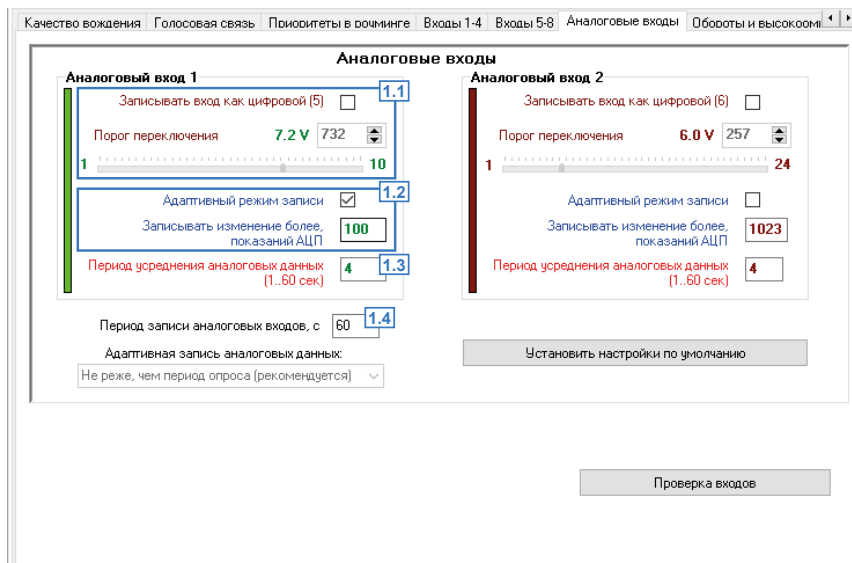 Качество вождения Голосовая связь Приоритеты в роуминге Входы 1-4 Входы 5-8 Аналоговые входы
Аналоговые входы
Аналоговый вход 1
Записывать вход как цифровой (5)
1.1
Порог переключения 7.2 V 732
1 10
Адаптивный режим записи
1.2
Записывать изменение более,
показаний АЦП
100
Период усреднения аналоговых данных
(1..60 сек)
4
1.3
Аналоговый вход 2
Записывать вход как цифровой (6)
Порог переключения 6.0 V 257
1 24
Адаптивный режим записи
Записывать изменение более,
показаний АЦП
1023
Период усреднения аналоговых данных
(1..60 сек)
4
Период записи аналоговых входов, с 60
1.4
Адаптивная запись аналоговых данных:
Не реже, чем период опроса (рекомендуется)
Установить настройки по умолчанию
Проверка входов